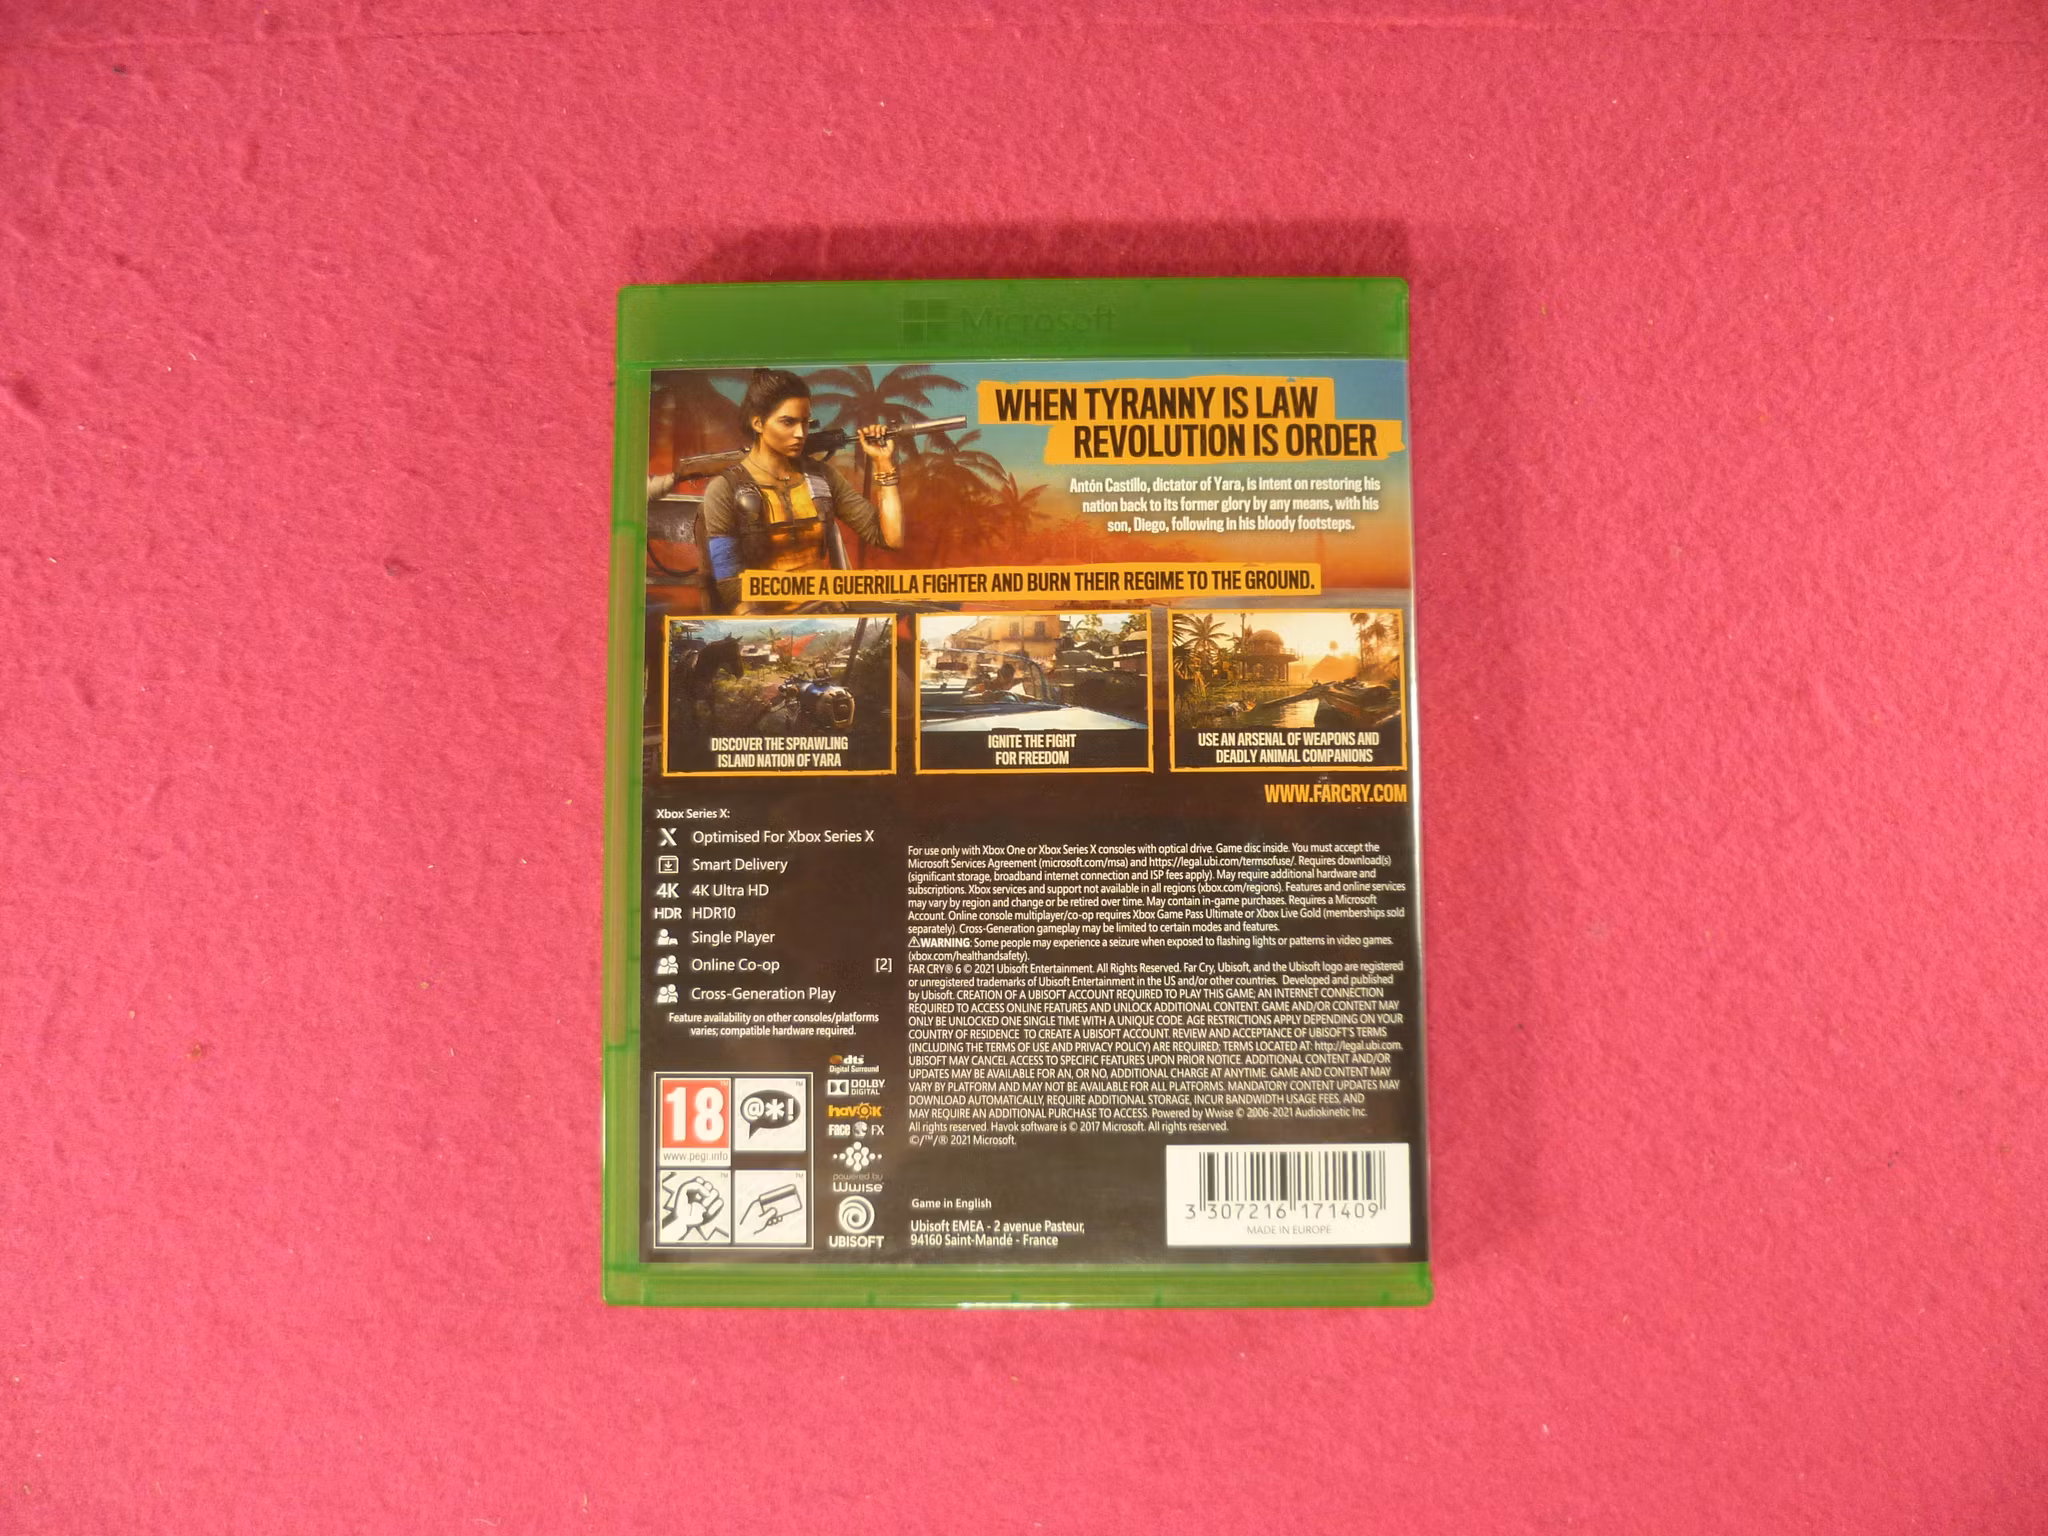 Microsoft
WHEN TYRANNY IS LAW
REVOLUTION IS ORDER
Antón Castillo, dictator of Yara, is intent on restoring his
nation back to its former glory by any means, with his
son, Diego, following in his bloody footsteps.
BECOME A GUERRILLA FIGHTER AND BURN THEIR REGIME TO THE GROUND.
DISCOVER THE SPRAWLING
ISLAND NATION OF YARA
IGNITE THE FIGHT
FOR FREEDOM
USE AN ARSENAL OF WEAPONS AND
DEADLY ANIMAL COMPANIONS
WWW.FARCRY.COM
Xbox Series X:
X Optimised For Xbox Series X
Smart Delivery
4K 4K Ultra HD
HDR HDR10
Single Player
Online Co-op [2]
Cross-Generation Play
Feature availability on other consoles/platforms
varies; compatible hardware required.
For use only with Xbox One or Xbox Series X consoles with optical drive. Game disc inside. You must accept the
Microsoft Services Agreement (microsoft.com/msa) and https://legal.ubi.com/termsofuse/. Requires download(s)
(significant storage, broadband internet connection and ISP fees apply). May require additional hardware and
subscriptions. Xbox services and support not available in all regions (xbox.com/regions). Features and online services
may vary by region and change or be retired over time. May contain in-game purchases. Requires a Microsoft
Account. Online console multiplayer/co-op requires Xbox Game Pass Ultimate or Xbox Live Gold (memberships sold
separately). Cross-Generation gameplay may be limited to certain modes and features.
⚠WARNING: Some people may experience a seizure when exposed to flashing lights or patterns in video games.
(xbox.com/healthandsafety).
FAR CRY® 6 © 2021 Ubisoft Entertainment. All Rights Reserved. Far Cry, Ubisoft, and the Ubisoft logo are registered
or unregistered trademarks of Ubisoft Entertainment in the US and/or other countries. Developed and published
by Ubisoft. CREATION OF A UBISOFT ACCOUNT REQUIRED TO PLAY THIS GAME; AN INTERNET CONNECTION
REQUIRED TO ACCESS ONLINE FEATURES AND UNLOCK ADDITIONAL CONTENT. GAME AND/OR CONTENT MAY
ONLY BE UNLOCKED ONE SINGLE TIME WITH A UNIQUE CODE. AGE RESTRICTIONS APPLY DEPENDING ON YOUR
COUNTRY OF RESIDENCE TO CREATE A UBISOFT ACCOUNT. REVIEW AND ACCEPTANCE OF UBISOFT'S TERMS
(INCLUDING THE TERMS OF USE AND PRIVACY POLICY) ARE REQUIRED; TERMS LOCATED AT: http://legal.ubi.com.
UBISOFT MAY CANCEL ACCESS TO SPECIFIC FEATURES UPON PRIOR NOTICE. ADDITIONAL CONTENT AND/OR
UPDATES MAY BE AVAILABLE FOR AN, OR NO, ADDITIONAL CHARGE AT ANYTIME. GAME AND CONTENT MAY
VARY BY PLATFORM AND MAY NOT BE AVAILABLE FOR ALL PLATFORMS. MANDATORY CONTENT UPDATES MAY
DOWNLOAD AUTOMATICALLY, REQUIRE ADDITIONAL STORAGE, INCUR BANDWIDTH USAGE FEES, AND
MAY REQUIRE AN ADDITIONAL PURCHASE TO ACCESS. Powered by Wwise © 2006-2021 Audiokinetic Inc.
All rights reserved. Havok software is © 2017 Microsoft. All rights reserved.
©/™/® 2021 Microsoft.
18
www.pegi.info
@*!
dts
Digital Surround
DOLBY
DIGITAL
havok
Face FX
powered by
Wwise
UBISOFT
Game in English
Ubisoft EMEA - 2 avenue Pasteur,
94160 Saint-Mandé - France
3 307216 171409
MADE IN EUROPE